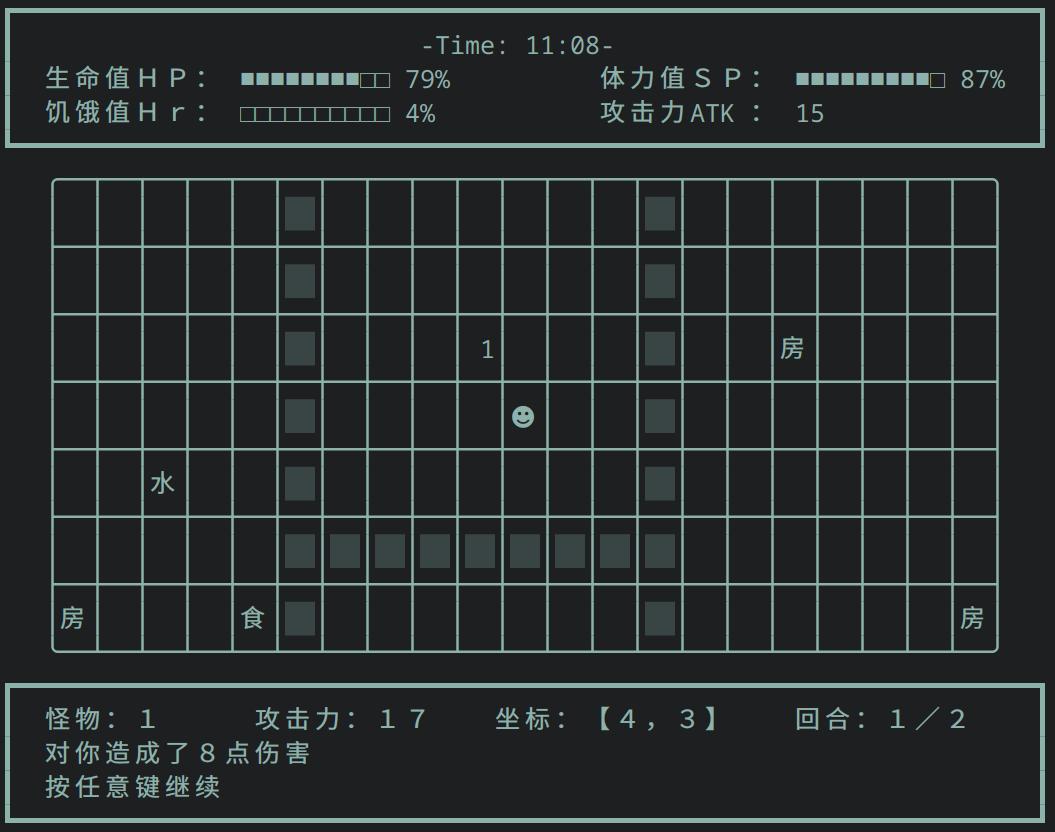 -Time: 11:08-
生命值ＨＰ： ■■■■■■■■□□ 79% 体力值ＳＰ： ■■■■■■■■■□ 87%
饥饿值Ｈｒ： □□□□□□□□□□ 4% 攻击力ATK ： 15
1 房
☻
水
房 食 房
怪物：１ 攻击力：１７ 坐标：【４，３】 回合：１／２
对你造成了８点伤害
按任意键继续